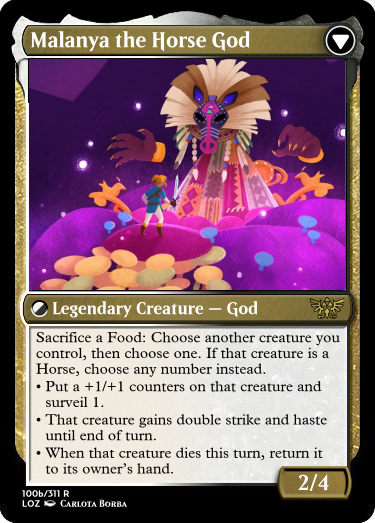 Malanya the Horse God
Legendary Creature — God
Sacrifice a Food: Choose another creature you
control, then choose one. If that creature is a
Horse, choose any number instead.
• Put a +1/+1 counters on that creature and
surveil 1.
• That creature gains double strike and haste
until end of turn.
• When that creature dies this turn, return it
to its owner's hand.
2/4
100b/311 R
LOZ Carlota Borba